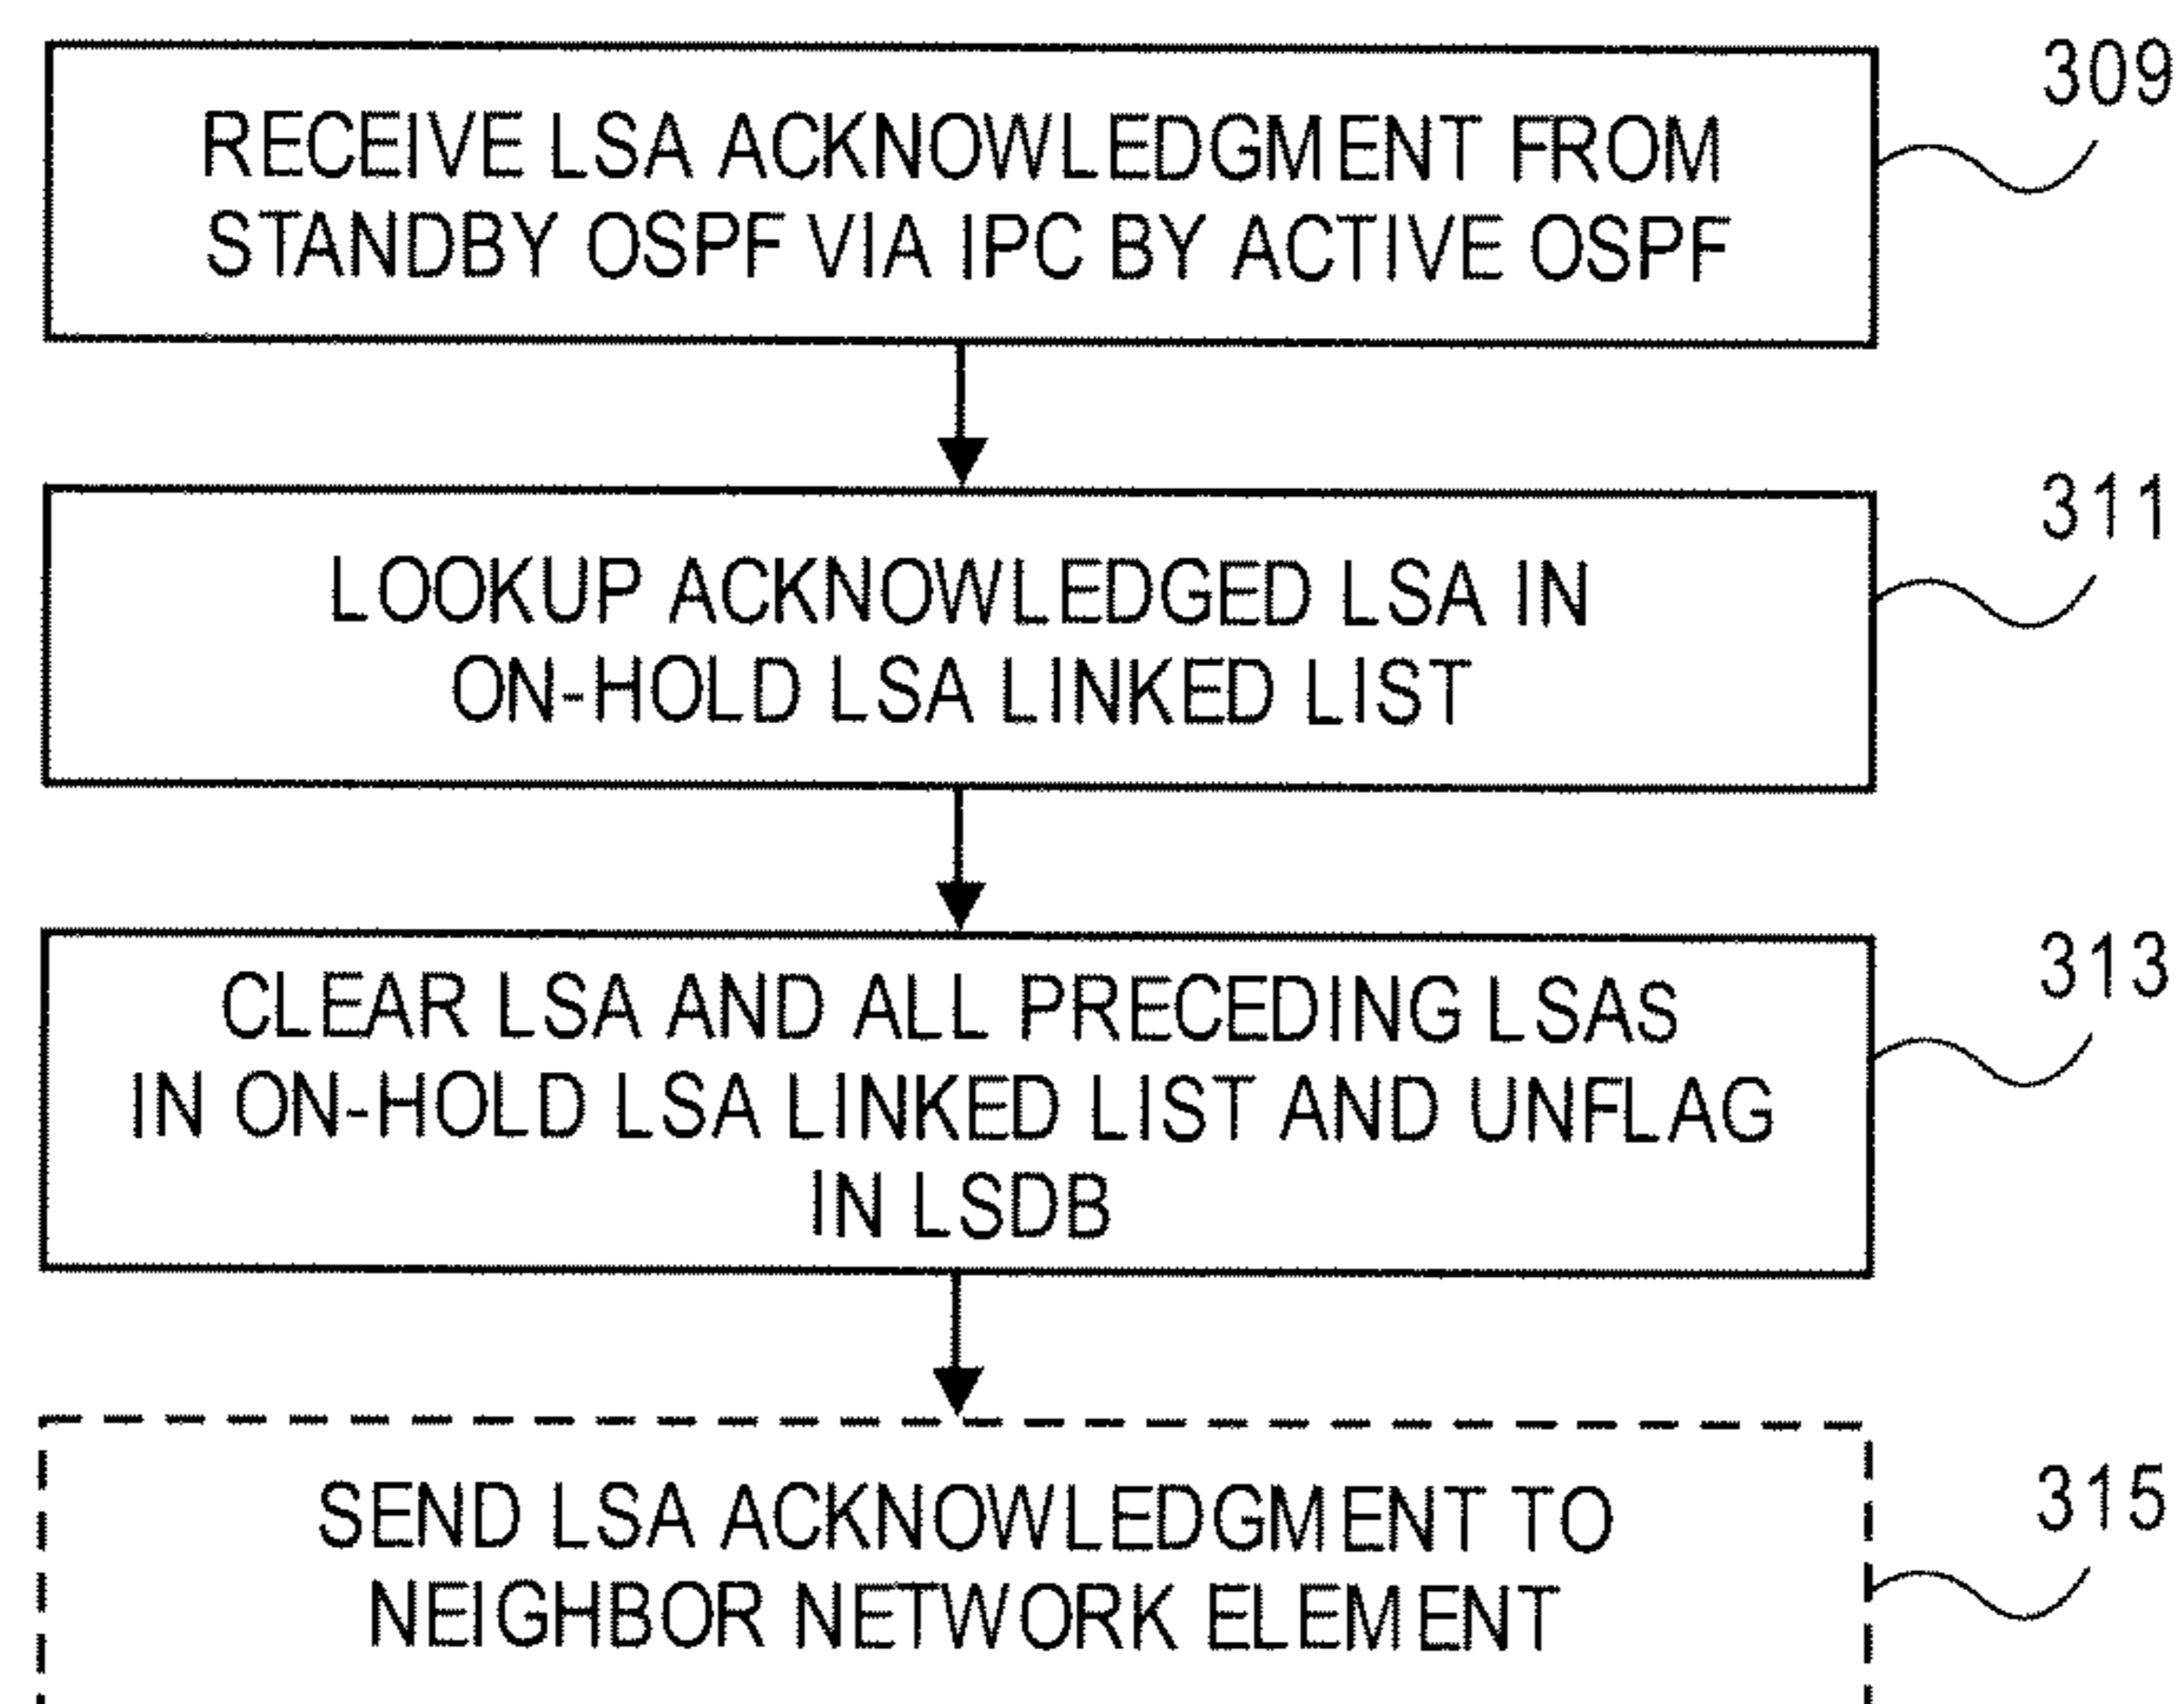 RECEIVE LSA ACKNOWLEDGMENT FROM
STANDBY OSPF VIA IPC BY ACTIVE OSPF
309
LOOKUP ACKNOWLEDGED LSA IN
ON-HOLD LSA LINKED LIST
311
CLEAR LSA AND ALL PRECEDING LSAS
IN ON-HOLD LSA LINKED LIST AND UNFLAG
IN LSDB
313
SEND LSA ACKNOWLEDGMENT TO
NEIGHBOR NETWORK ELEMENT
315